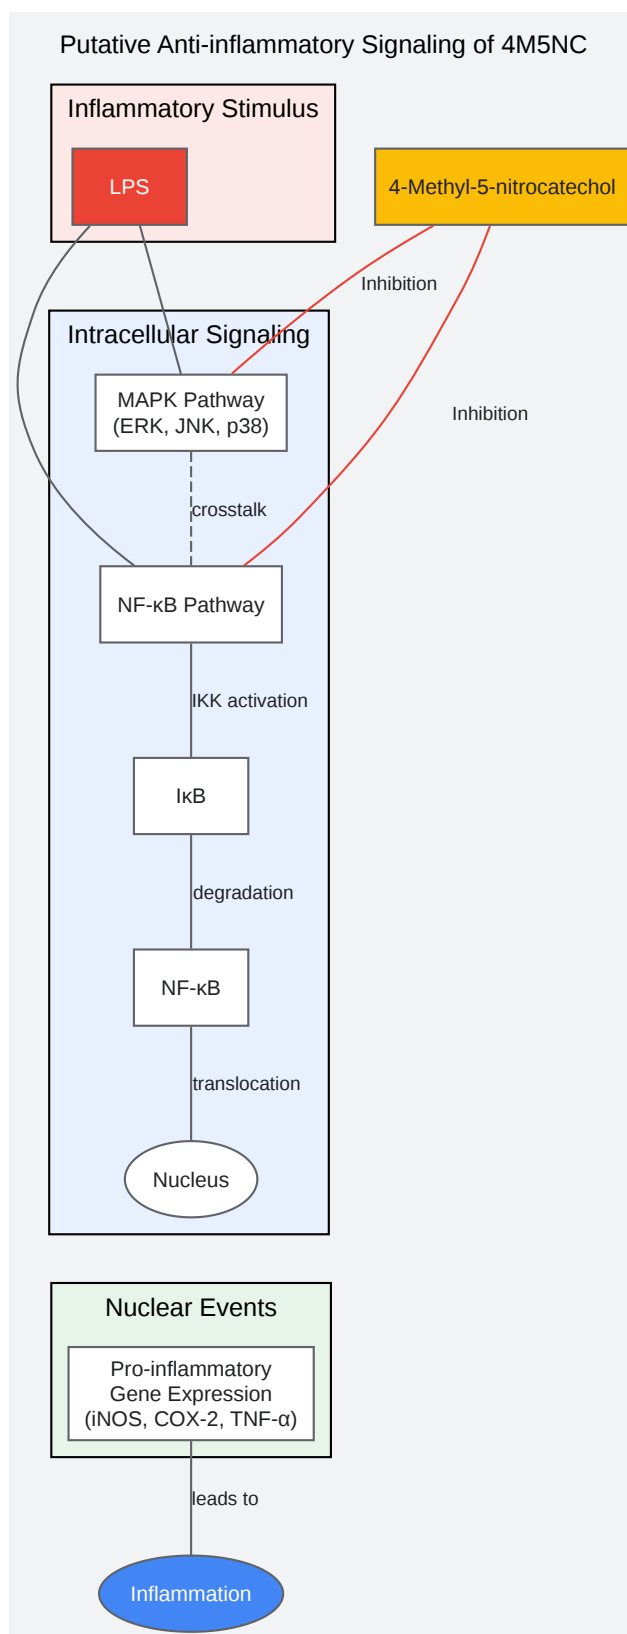 Putative Anti-inflammatory Signaling of 4M5NC
Inflammatory Stimulus
LPS
4-Methyl-5-nitrocatechol
Inhibition
Intracellular Signaling
MAPK Pathway
(ERK, JNK, p38)
Inhibition
crosstalk
NF-κB Pathway
IKK activation
IκB
degradation
NF-κB
translocation
Nucleus
Nuclear Events
Pro-inflammatory
Gene Expression
(iNOS, COX-2, TNF-α)
leads to
Inflammation